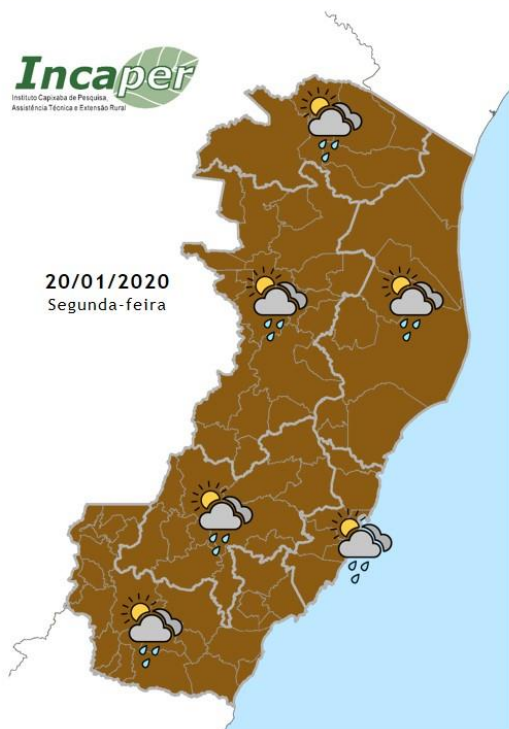 Incaper
Instituto Capixaba de Pesquisa,
Assistência Técnica e Extensão Rural
20/01/2020
Segunda-feira